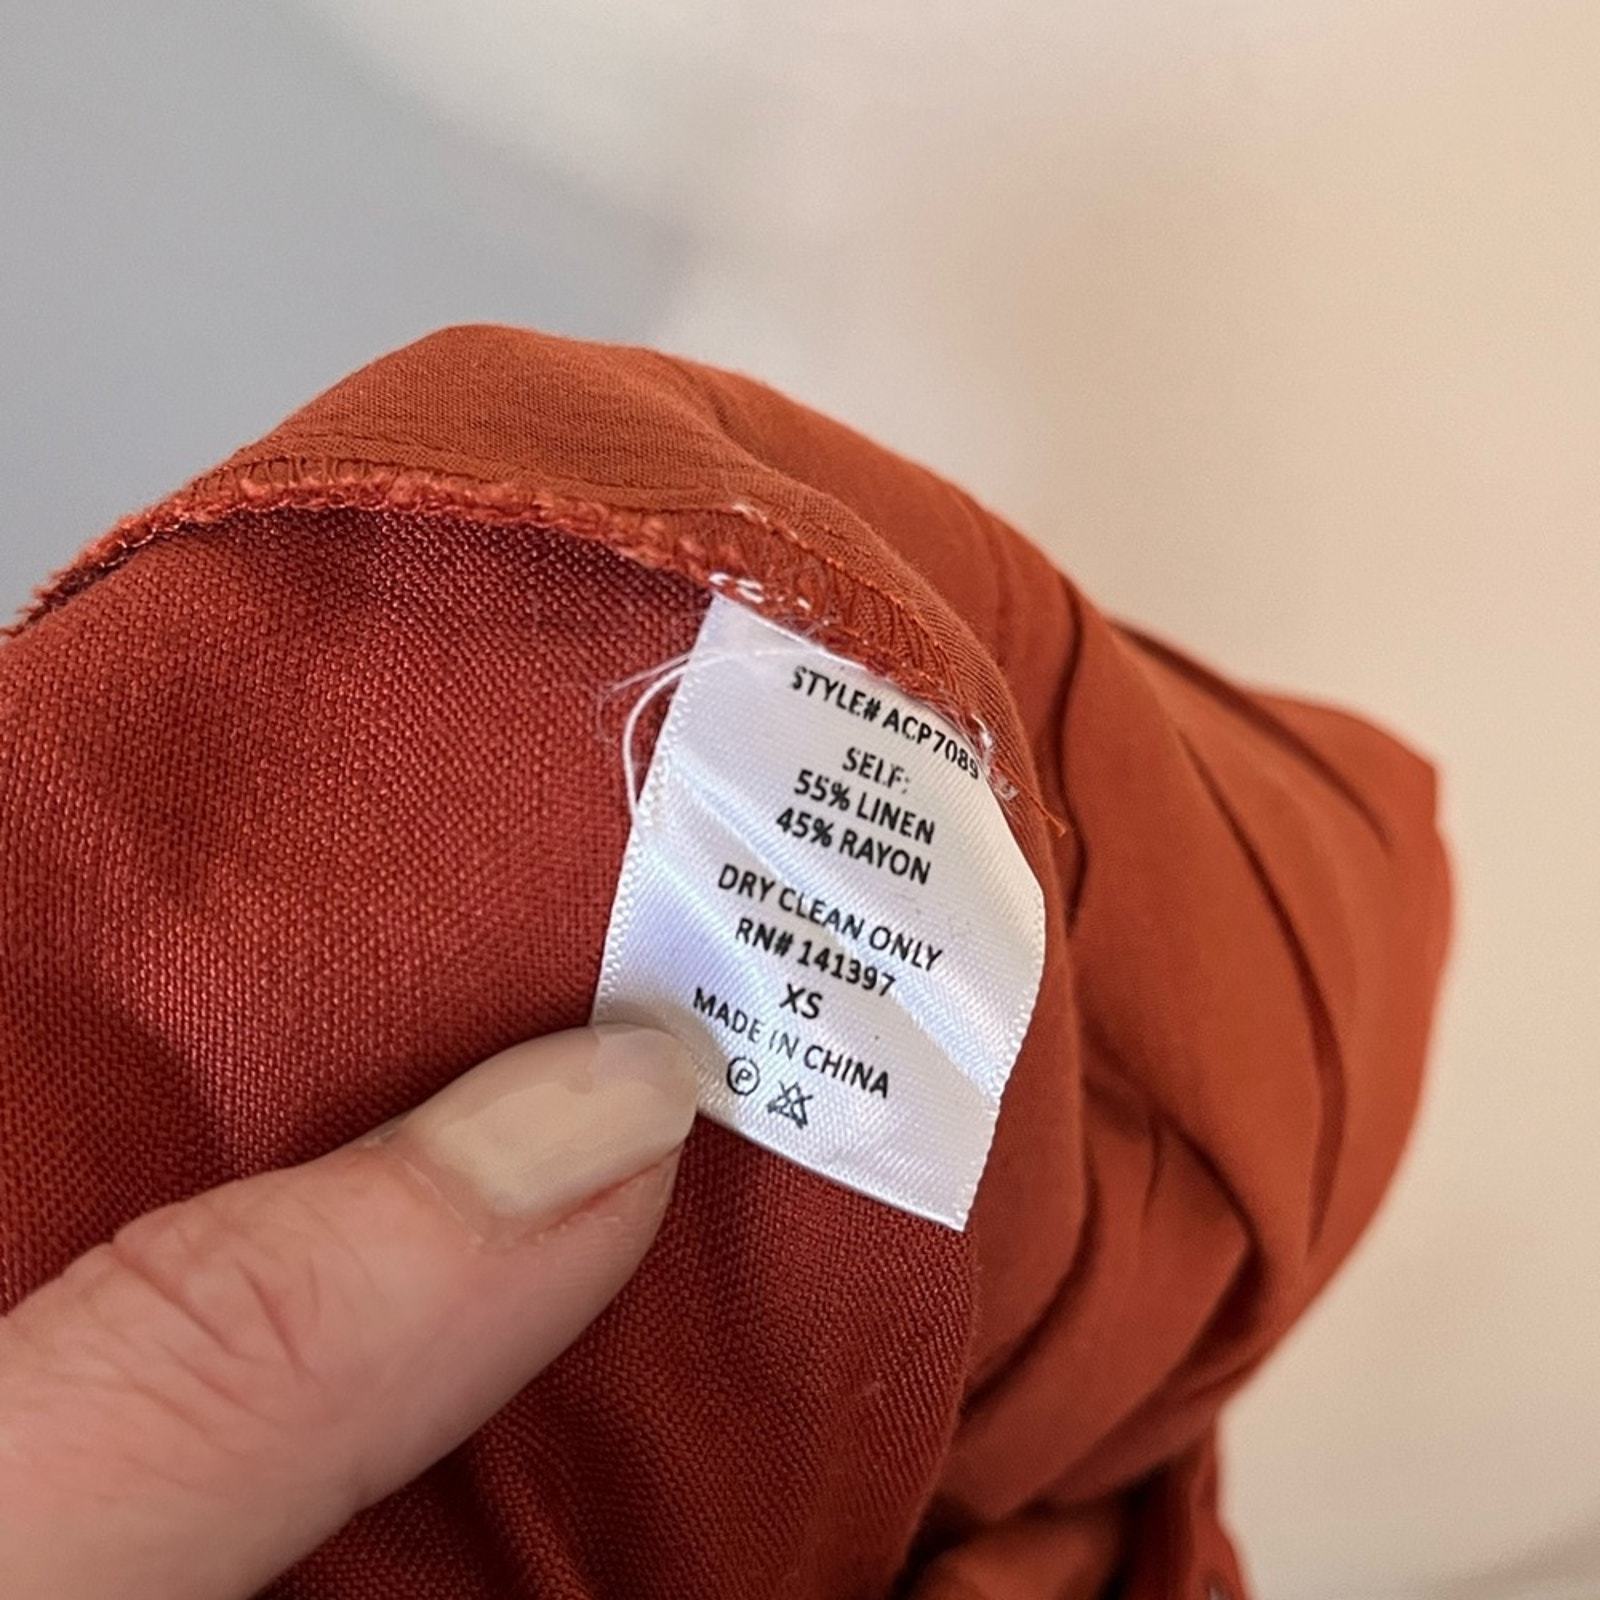 STYLE# ACP7089
SELF:
55% LINEN
45% RAYON
DRY CLEAN ONLY
RN# 141397
XS
MADE IN CHINA
P